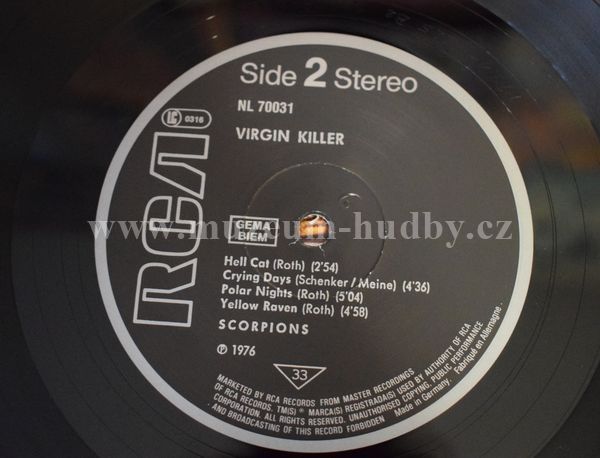 Side 2 Stereo
NL 70031
LC 0316
VIRGIN KILLER
RCA
GEMA
BIEM
www.museum-hudby.cz
Hell Cat (Roth) (2'54)
Crying Days (Schenker/Meine) (4'36)
Polar Nights (Roth) (5'04)
Yellow Raven (Roth) (4'58)
SCORPIONS
℗ 1976
33
MARKETED BY RCA RECORDS FROM MASTER RECORDINGS
OF RCA RECORDS. TM(S) ® MARCA(S) REGISTRADA(S) USED BY AUTHORITY OF RCA
CORPORATION. ALL RIGHTS RESERVED. UNAUTHORISED COPYING, PUBLIC PERFORMANCE
AND BROADCASTING OF THIS RECORD FORBIDDEN
Made in Germany. Fabriqué en Allemagne.